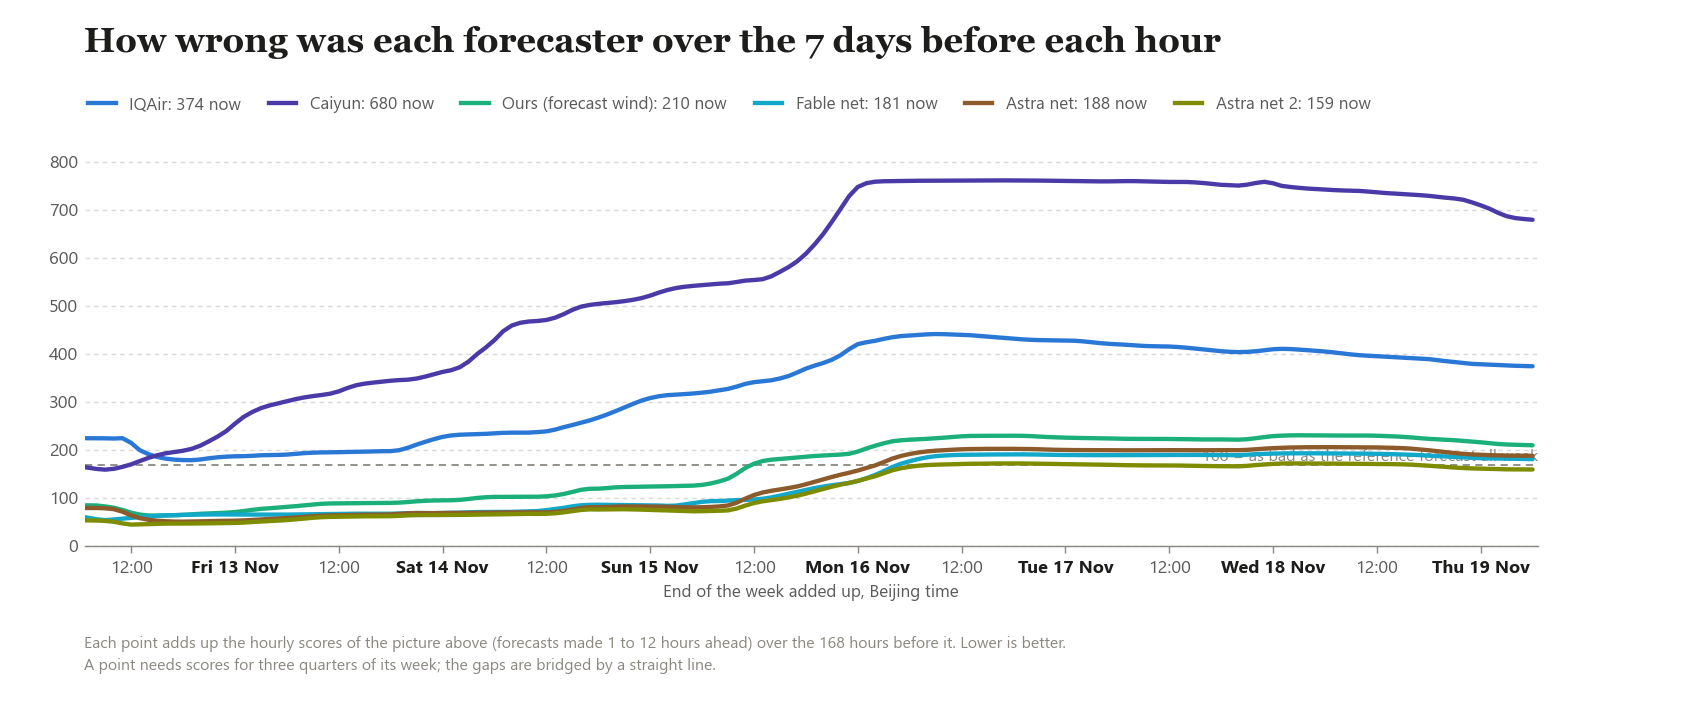 How wrong was each forecaster over the 7 days before each hour
IQAir: 374 now Caiyun: 680 now Ours (forecast wind): 210 now Fable net: 181 now Astra net: 188 now Astra net 2: 159 now
800
700
600
500
400
300
200
as bad as the reference forecast
100
0
12:00 Fri 13 Nov 12:00 Sat 14 Nov 12:00 Sun 15 Nov 12:00 Mon 16 Nov 12:00 Tue 17 Nov 12:00 Wed 18 Nov 12:00 Thu 19 Nov
End of the week added up, Beijing time
Each point adds up the hourly scores of the picture above (forecasts made 1 to 12 hours ahead) over the 168 hours before it. Lower is better.
A point needs scores for three quarters of its week; the gaps are bridged by a straight line.